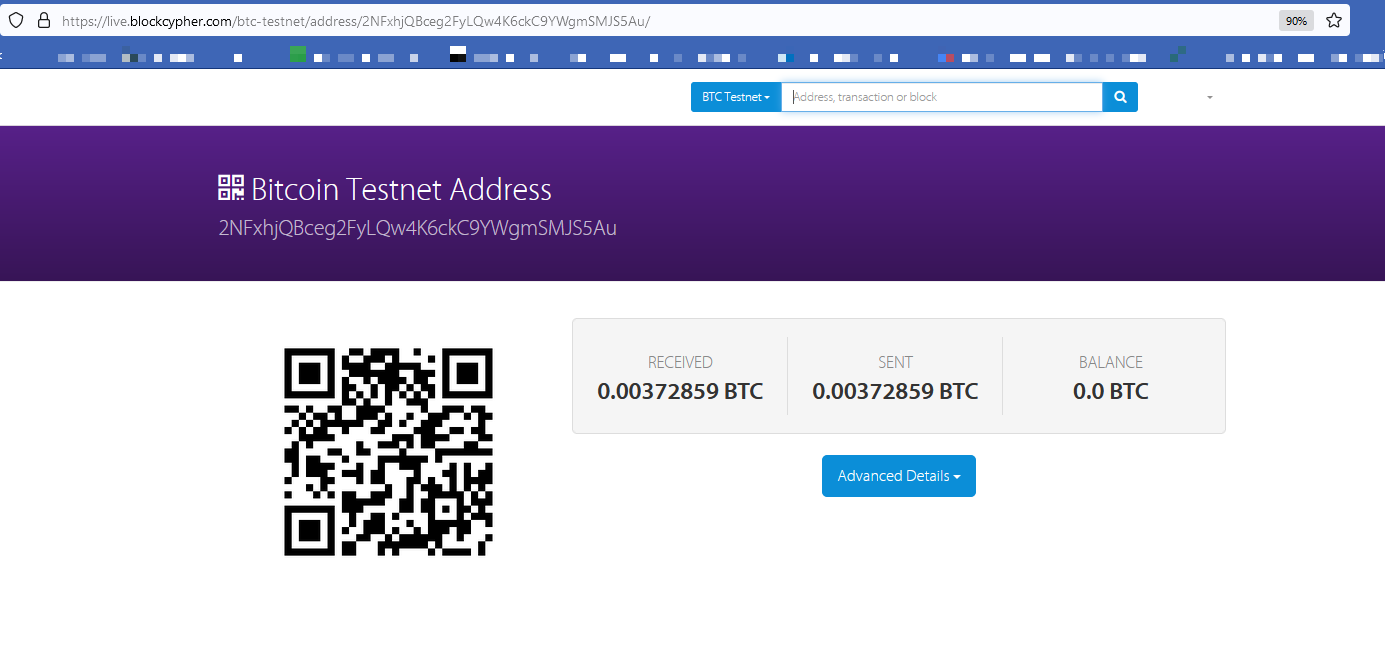 https://live.blockcypher.com/btc-testnet/address/2NFxhjQBceg2FyLQw4K6ckC9YWgmSMJS5Au/
90%
BTC Testnet
Address, transaction or block
Bitcoin Testnet Address
2NFxhjQBceg2FyLQw4K6ckC9YWgmSMJS5Au
RECEIVED SENT BALANCE
0.00372859 BTC 0.00372859 BTC 0.0 BTC
Advanced Details